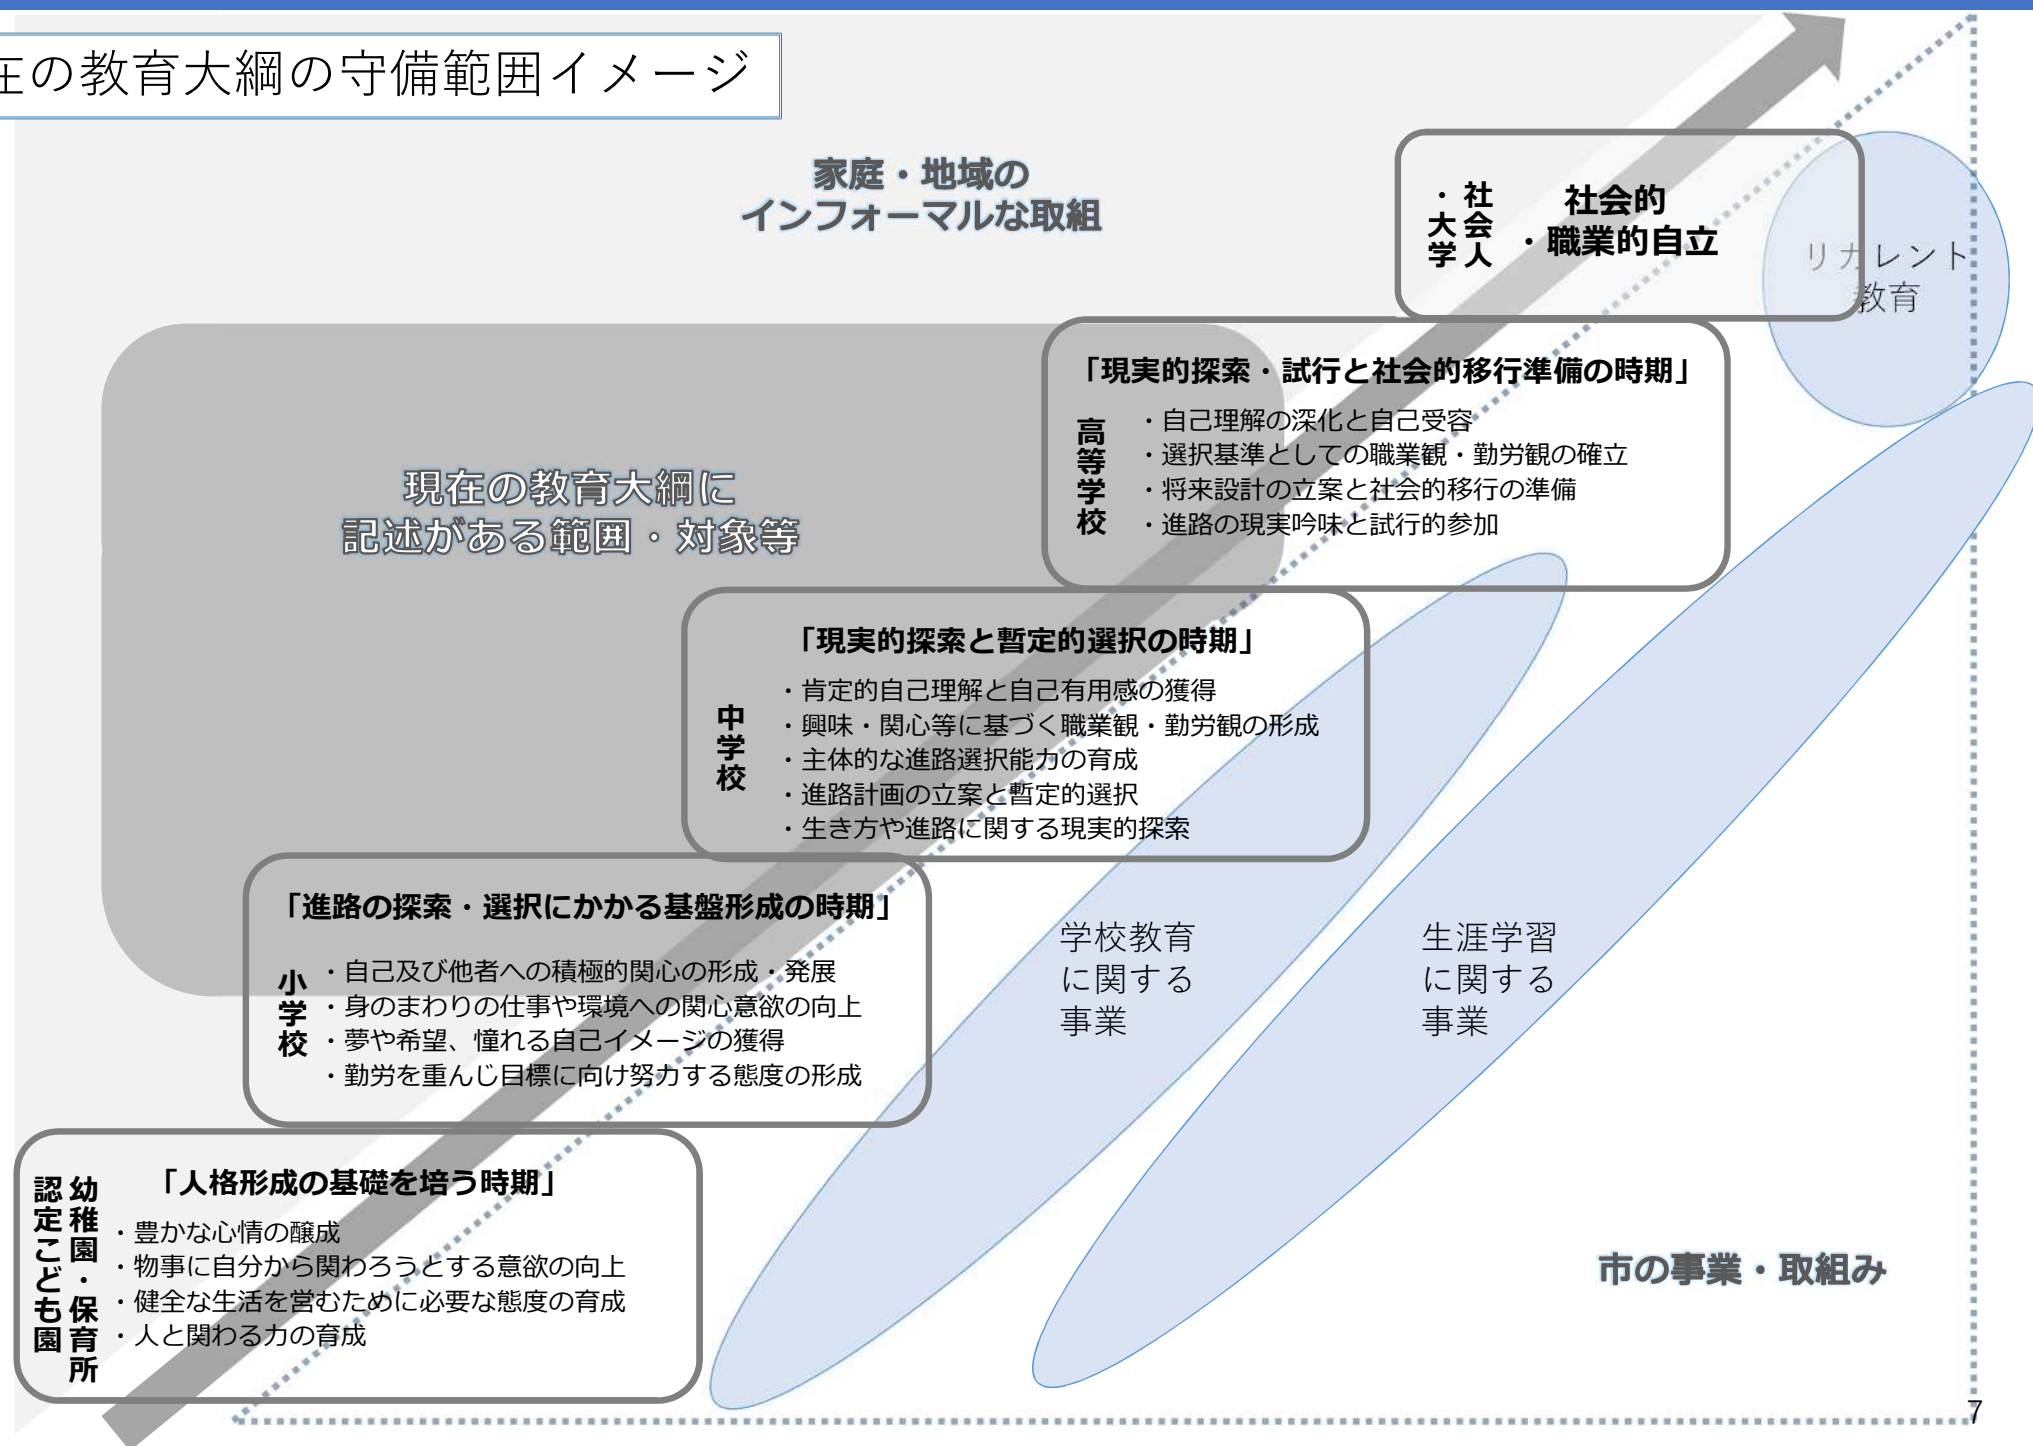 在の教育大綱の守備範囲イメージ
家庭・地域の
インフォーマルな取組
社会人
・大学
社会的
・職業的自立
リカレント
教育
「現実的探索・試行と社会的移行準備の時期」
高等学校
・自己理解の深化と自己受容
・選択基準としての職業観・勤労観の確立
・将来設計の立案と社会的移行の準備
・進路の現実吟味と試行的参加
現在の教育大綱に
記述がある範囲・対象等
「現実的探索と暫定的選択の時期」
中学校
・肯定的自己理解と自己有用感の獲得
・興味・関心等に基づく職業観・勤労観の形成
・主体的な進路選択能力の育成
・進路計画の立案と暫定的選択
・生き方や進路に関する現実的探索
「進路の探索・選択にかかる基盤形成の時期」
小学校
・自己及び他者への積極的関心の形成・発展
・身のまわりの仕事や環境への関心意欲の向上
・夢や希望、憧れる自己イメージの獲得
・勤労を重んじ目標に向け努力する態度の形成
学校教育
に関する
事業
生涯学習
に関する
事業
「人格形成の基礎を培う時期」
幼稚園・保育所
認定こども園
・豊かな心情の醸成
・物事に自分から関わろうとする意欲の向上
・健全な生活を営むために必要な態度の育成
・人と関わる力の育成
市の事業・取組み
7